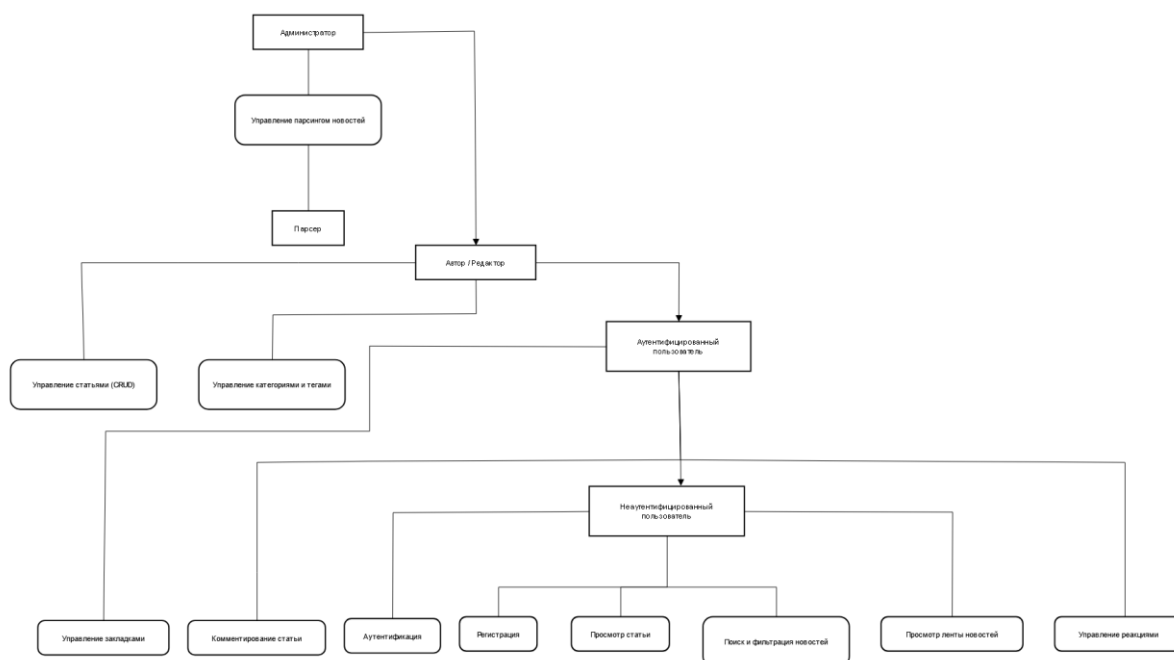 Администратор
Управление парсингом новостей
Парсер
Автор / Редактор
Аутентифицированный
пользователь
Управление статьями (CRUD)
Управление категориями и тегами
Неаутентифицированный
пользователь
Управление закладками
Комментирование статьи
Аутентификация
Регистрация
Просмотр статьи
Поиск и фильтрация новостей
Просмотр ленты новостей
Управление реакциями